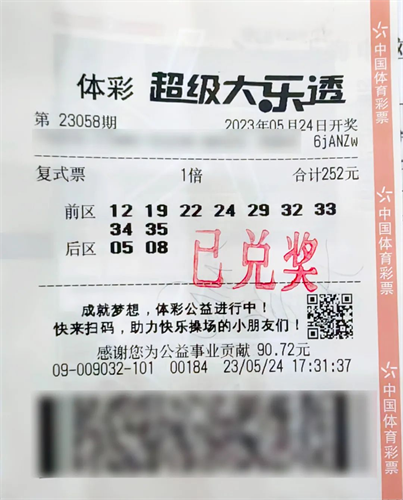 体彩 超级大乐透
第 23058期 2023年05月24日开奖
6jANZw
复式票 1倍 合计252元
前区 12 19 22 24 29 32 33
34 35
后区 05 08
已兑奖
成就梦想，体彩公益进行中！
快来扫码，助力快乐操场的小朋友们！
感谢您为公益事业贡献 90.72元
09-009032-101 00184 23/05/24 17:31:37
中国体育彩票
中国体育彩票
中国体育彩票